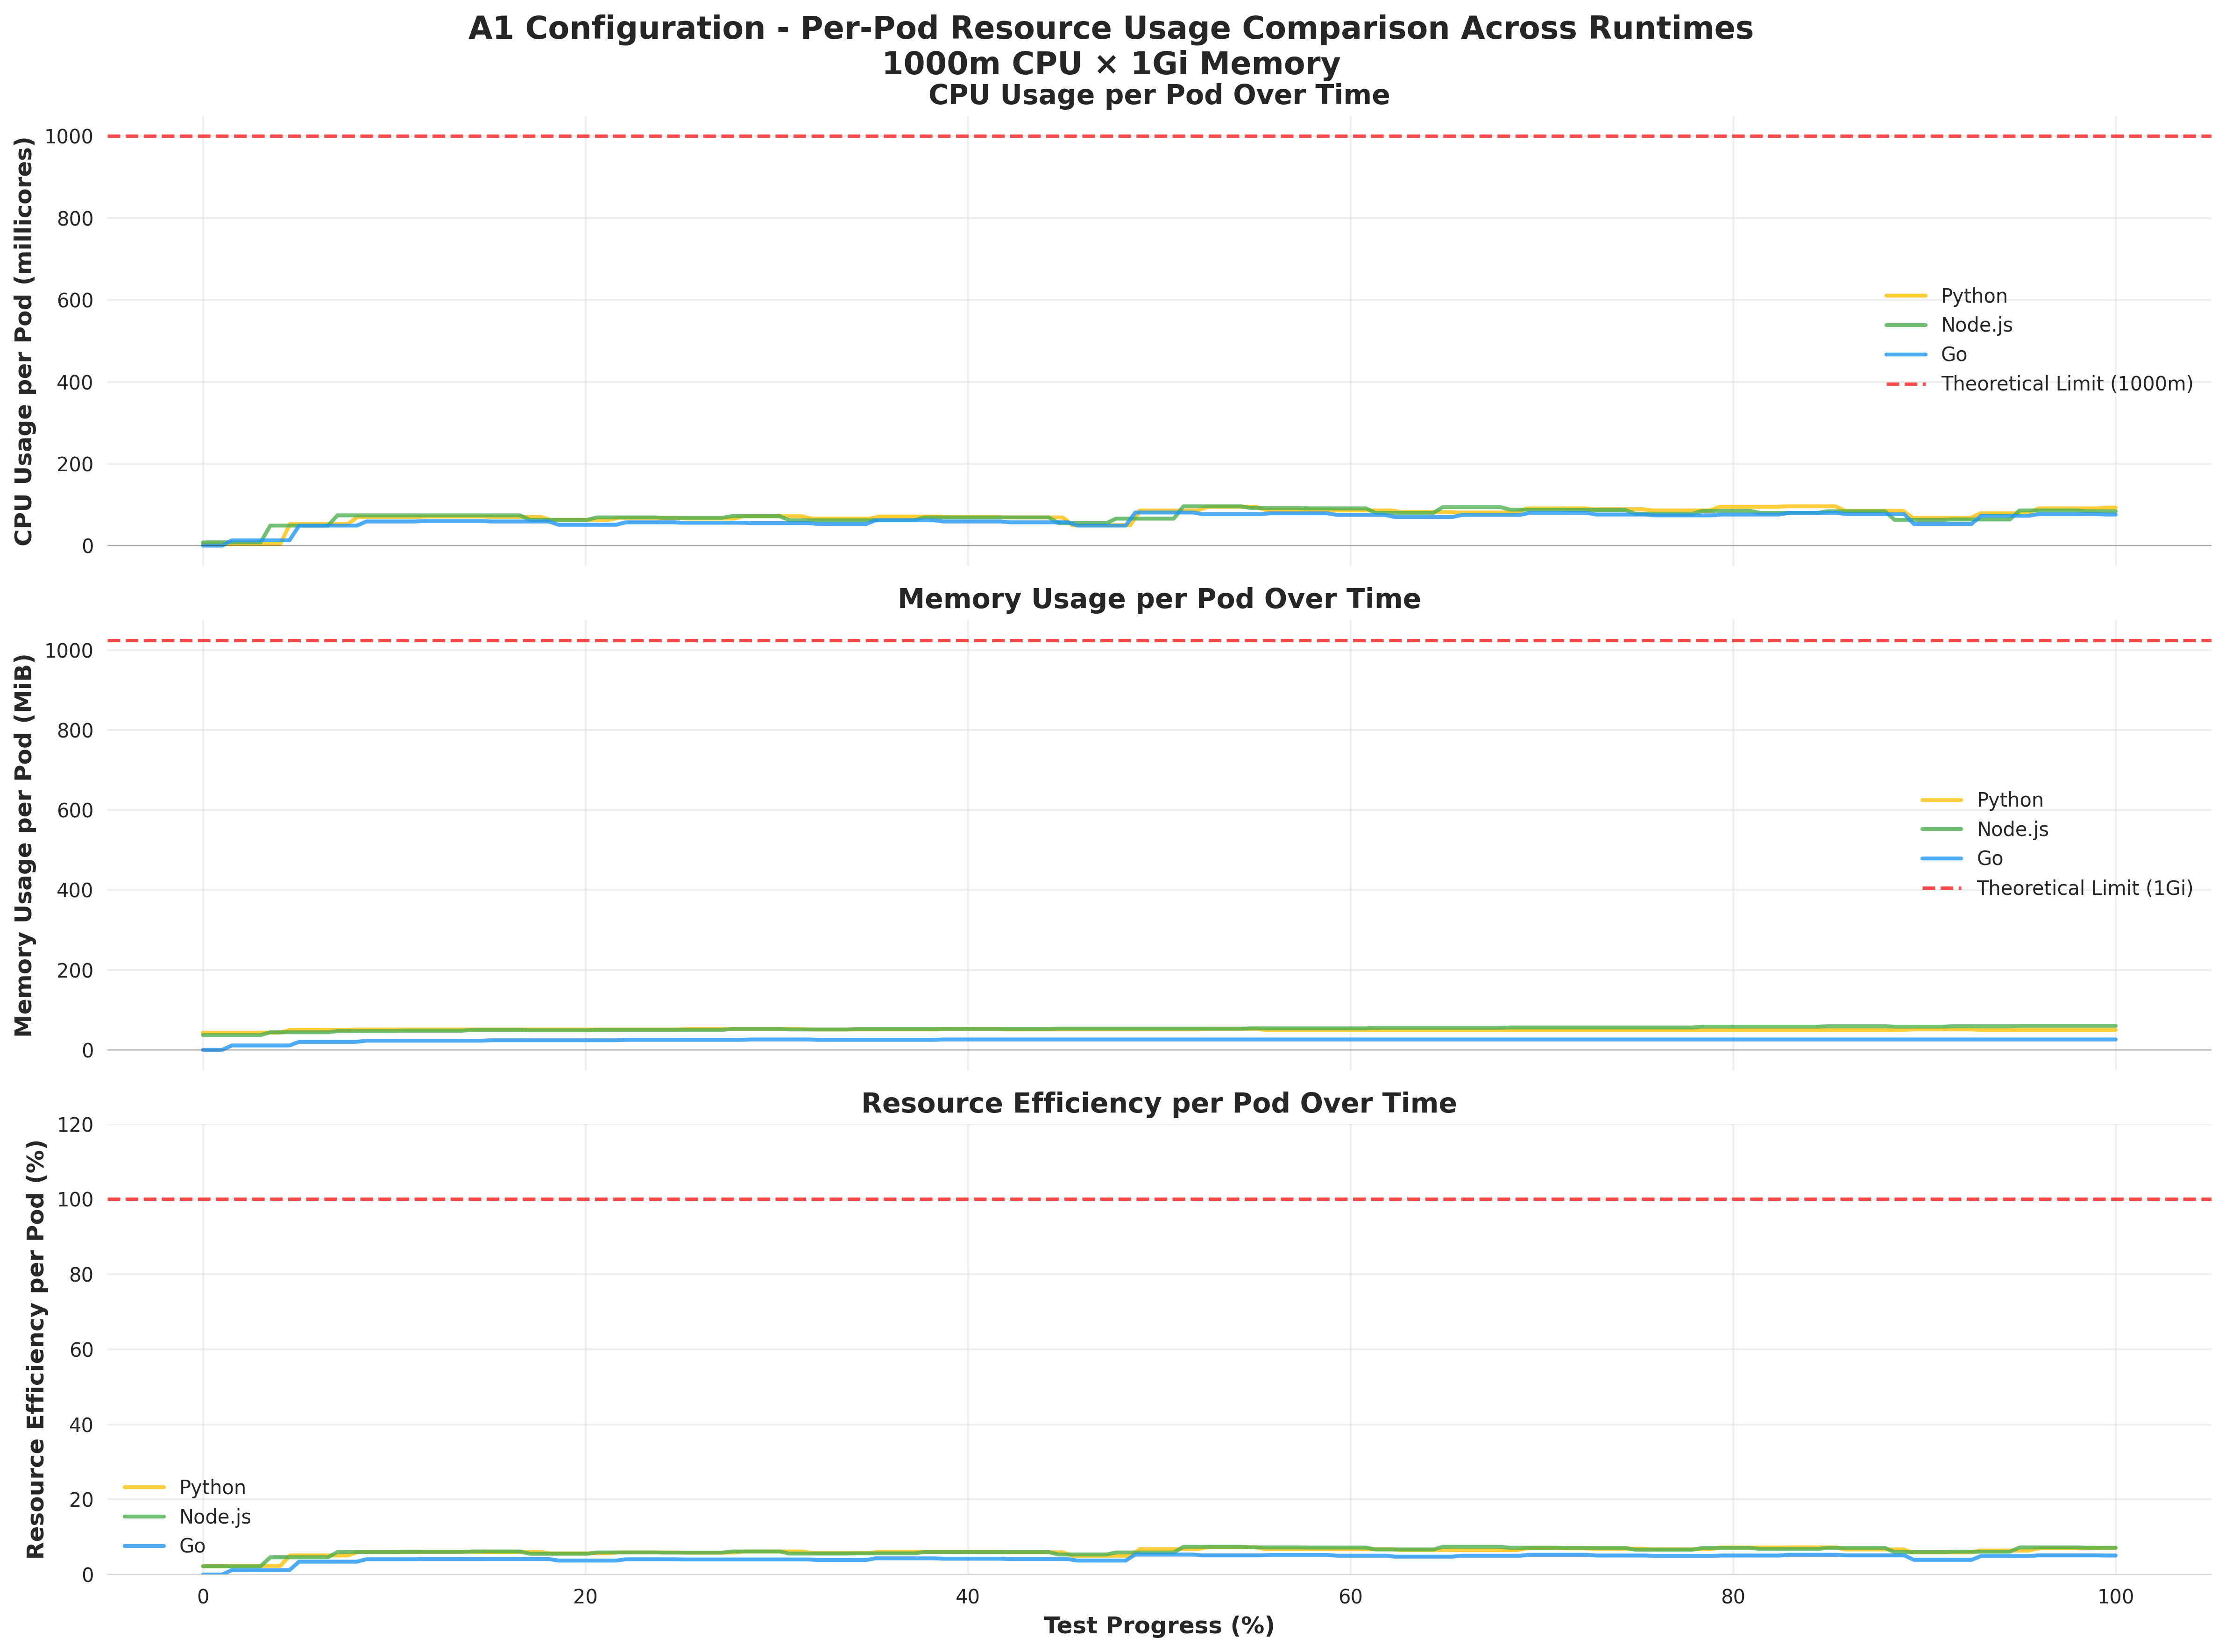 A1 Configuration - Per-Pod Resource Usage Comparison Across Runtimes
1000m CPU × 1Gi Memory
CPU Usage per Pod Over Time
CPU Usage per Pod (millicores)
1000
800
600
400
200
0
Python
Node.js
Go
Theoretical Limit (1000m)
Memory Usage per Pod Over Time
Memory Usage per Pod (MiB)
1000
800
600
400
200
0
Python
Node.js
Go
Theoretical Limit (1Gi)
Resource Efficiency per Pod Over Time
Resource Efficiency per Pod (%)
120
100
80
60
40
20
0
Python
Node.js
Go
0 20 40 60 80 100
Test Progress (%)